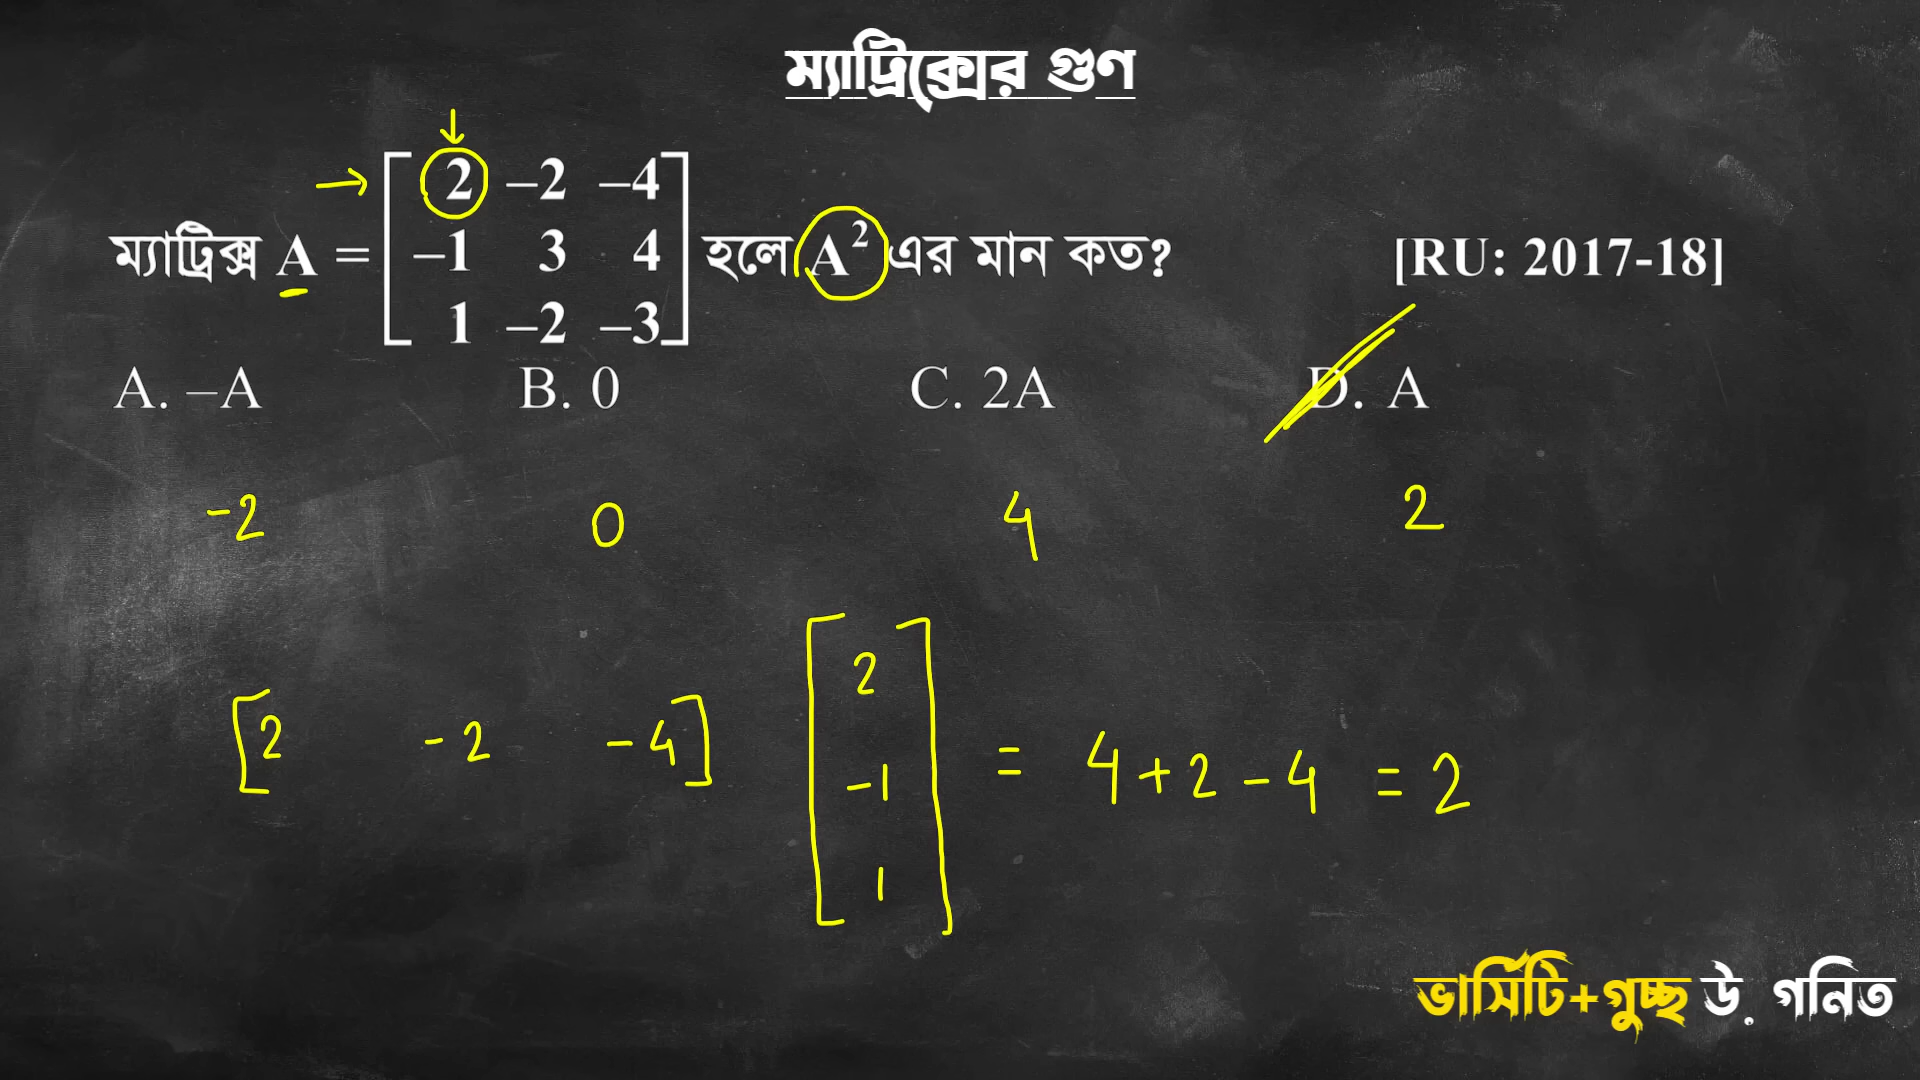 ম্যাট্রিক্সের গুণ
ম্যাট্রিক্স A = [2 –2 –4
–1 3 4
1 –2 –3] হলে A² এর মান কত? [RU: 2017-18]
A. –A B. 0 C. 2A D. A
-2 0 4 2
[2 -2 -4] [2
-1
1] = 4+2-4 = 2
ভার্সিটি+গুচ্ছ উ. গনিত